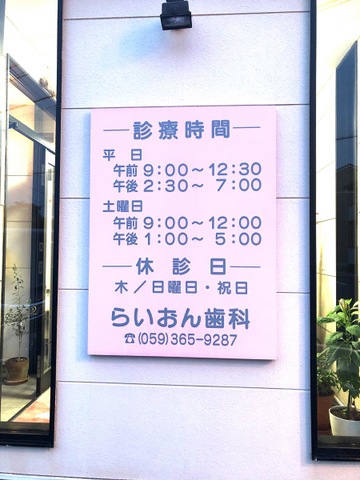 診療時間
平 日
午前 9:00〜12:30
午後 2:30〜 7:00
土曜日
午前 9:00〜12:00
午後 1:00〜 5:00
休診日
木/日曜日・祝日
らいおん歯科
☎(059)365-9287